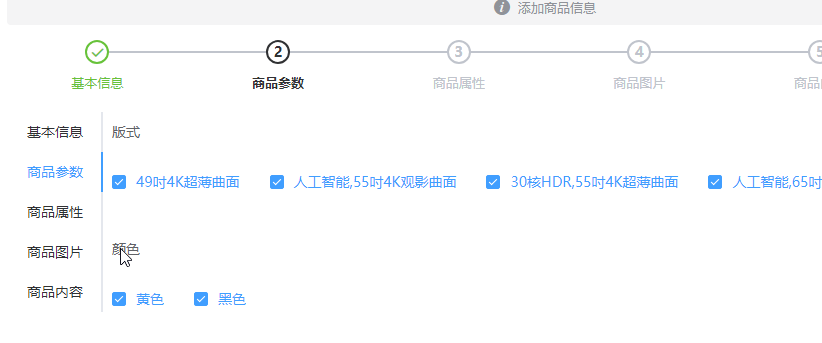 添加商品信息
2 3 4 5
基本信息 商品参数 商品属性 商品图片 商品
基本信息
商品参数
商品属性
商品图片
商品内容
版式
49吋4K超薄曲面 人工智能,55吋4K观影曲面 30核HDR,55吋4K超薄曲面 人工智能,65吋
颜色
黄色 黑色